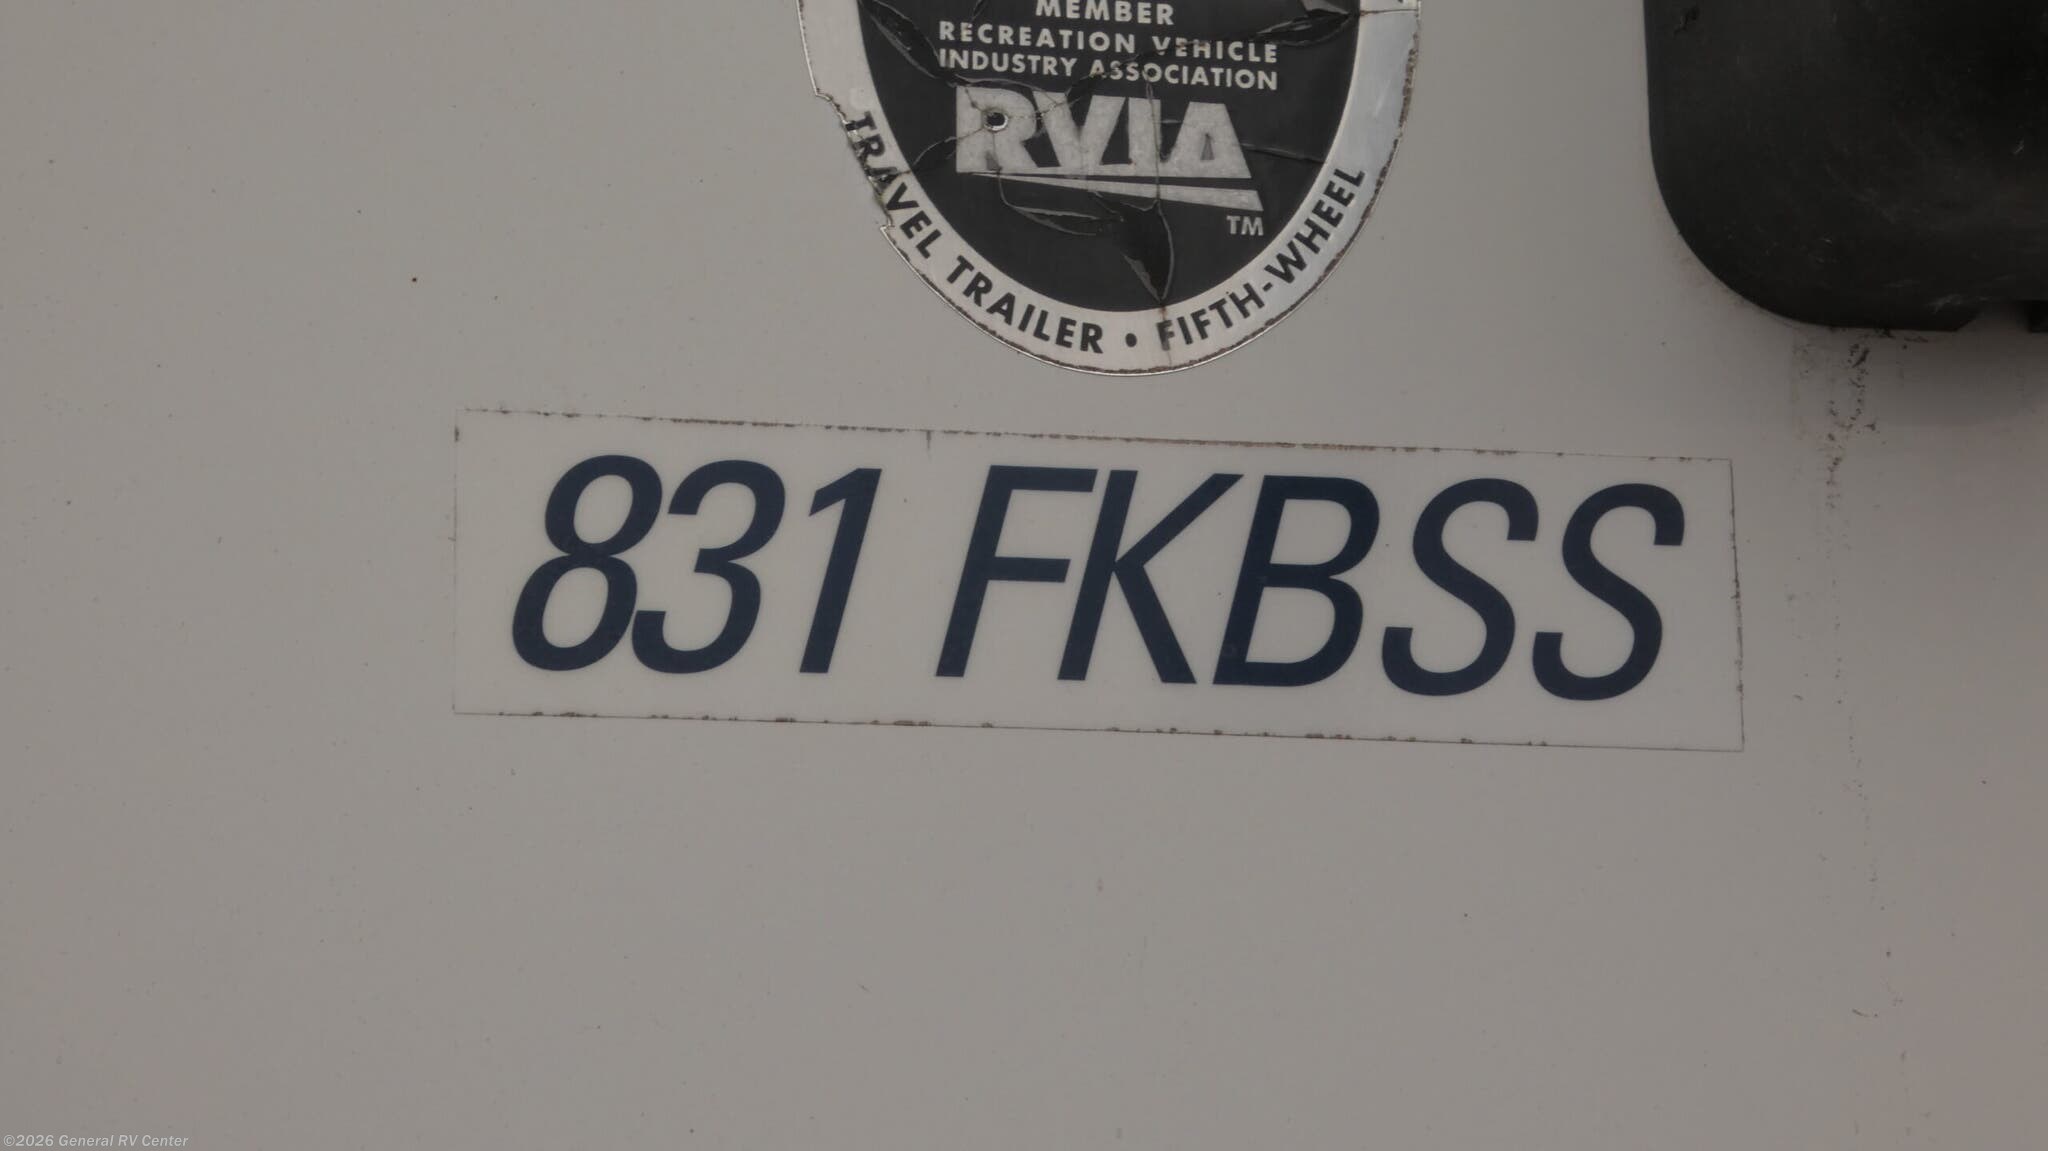 MEMBER
RECREATION VEHICLE
INDUSTRY ASSOCIATION
RVIA
TM
TRAVEL TRAILER • FIFTH-WHEEL
831 FKBSS
©2026 General RV Center